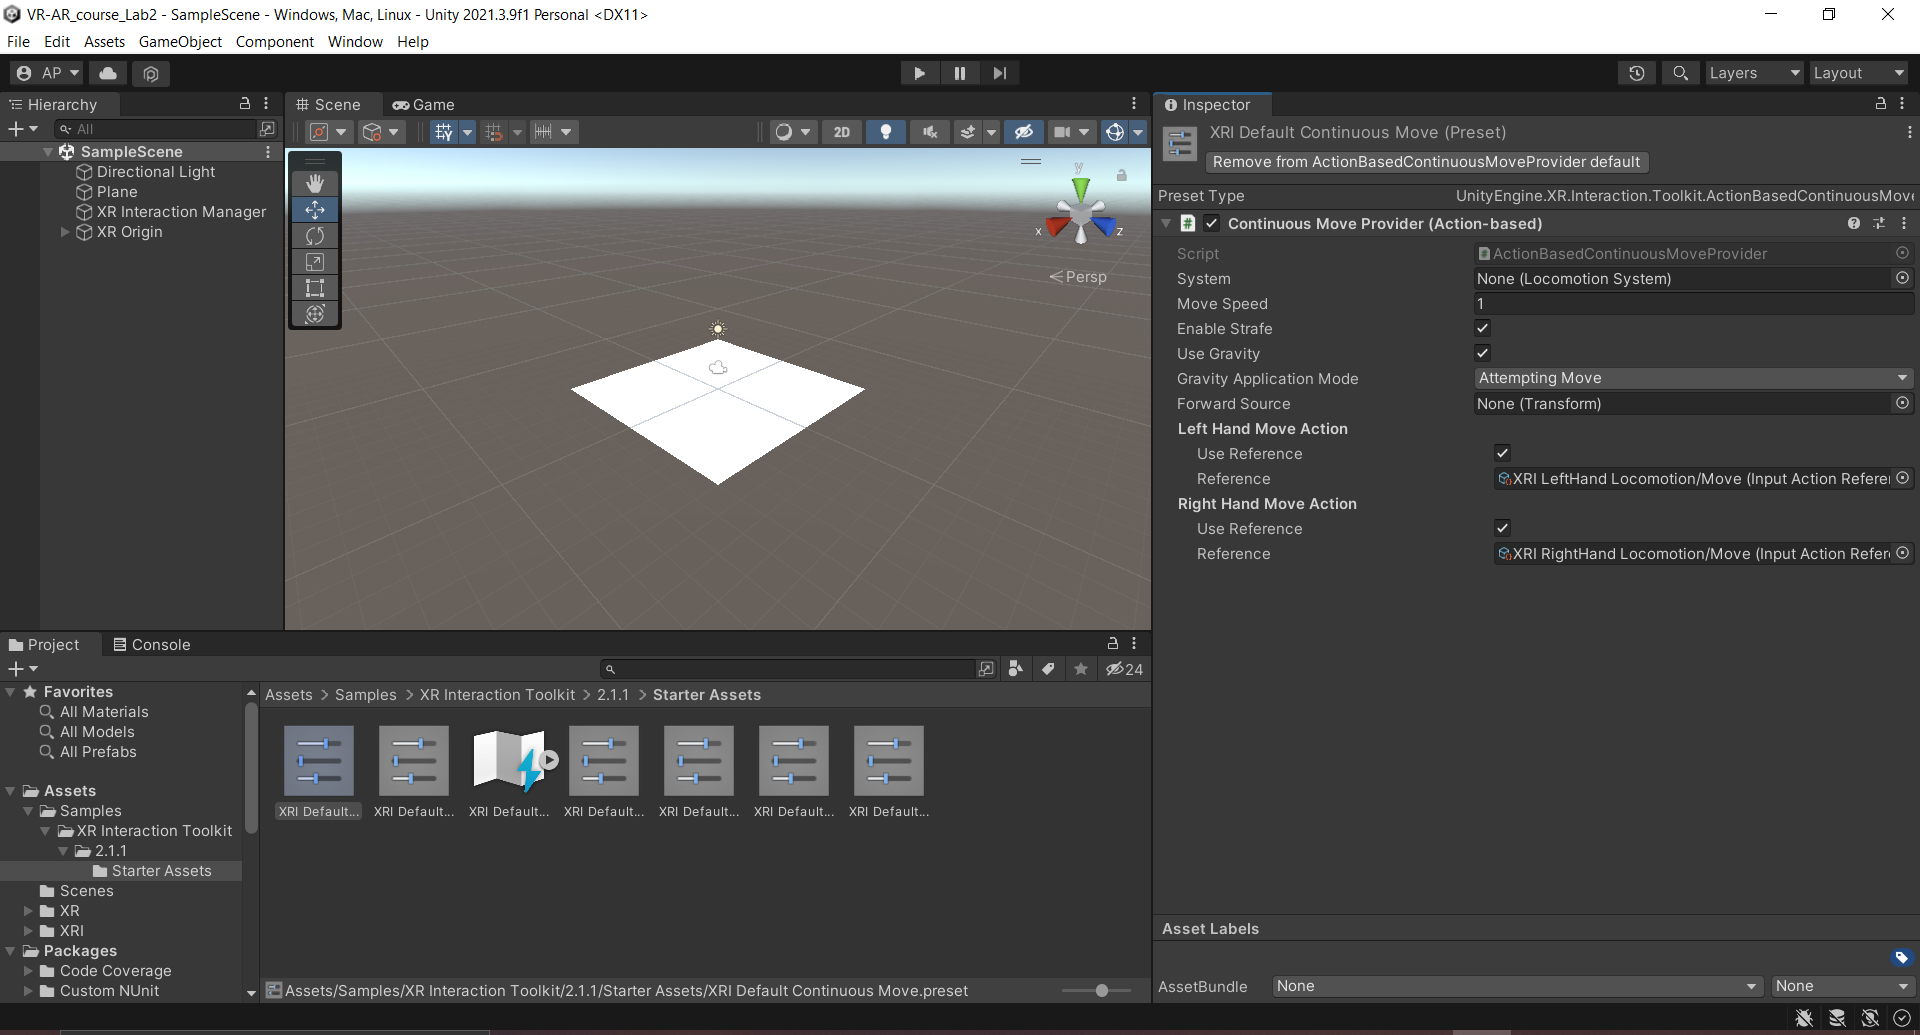 VR-AR_course_Lab2 - SampleScene - Windows, Mac, Linux - Unity 2021.3.9f1 Personal <DX11>
File Edit Assets GameObject Component Window Help
AP
Layers
Layout
Hierarchy
All
SampleScene
Directional Light
Plane
XR Interaction Manager
XR Origin
Scene
Game
2D
y
x
z
Persp
Inspector
XRI Default Continuous Move (Preset)
Remove from ActionBasedContinuousMoveProvider default
Preset Type UnityEngine.XR.Interaction.Toolkit.ActionBasedContinuousMove
# Continuous Move Provider (Action-based)
Script ActionBasedContinuousMoveProvider
System None (Locomotion System)
Move Speed 1
Enable Strafe
Use Gravity
Gravity Application Mode Attempting Move
Forward Source None (Transform)
Left Hand Move Action
Use Reference
Reference XRI LeftHand Locomotion/Move (Input Action Referen
Right Hand Move Action
Use Reference
Reference XRI RightHand Locomotion/Move (Input Action Refere
Project
Console
24
Favorites
All Materials
All Models
All Prefabs
Assets
Samples
XR Interaction Toolkit
2.1.1
Starter Assets
Scenes
XR
XRI
Packages
Code Coverage
Custom NUnit
Assets > Samples > XR Interaction Toolkit > 2.1.1 > Starter Assets
XRI Default... XRI Default... XRI Default... XRI Default... XRI Default... XRI Default... XRI Default...
Assets/Samples/XR Interaction Toolkit/2.1.1/Starter Assets/XRI Default Continuous Move.preset
Asset Labels
AssetBundle None None